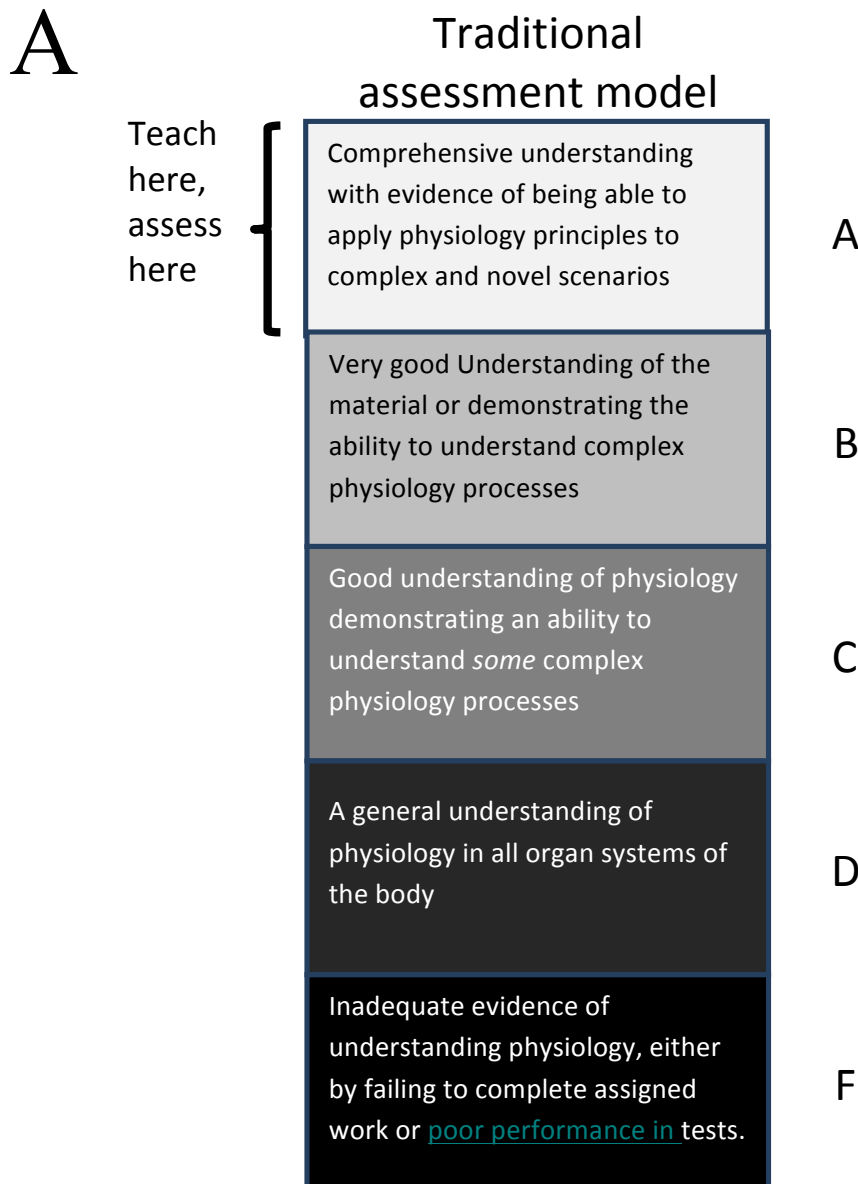 A
Traditional
assessment model
Teach
here,
assess
here
Comprehensive understanding
with evidence of being able to
apply physiology principles to
complex and novel scenarios
A
Very good Understanding of the
material or demonstrating the
ability to understand complex
physiology processes
B
Good understanding of physiology
demonstrating an ability to
understand some complex
physiology processes
C
A general understanding of
physiology in all organ systems of
the body
D
Inadequate evidence of
understanding physiology, either
by failing to complete assigned
work or poor performance in tests.
F